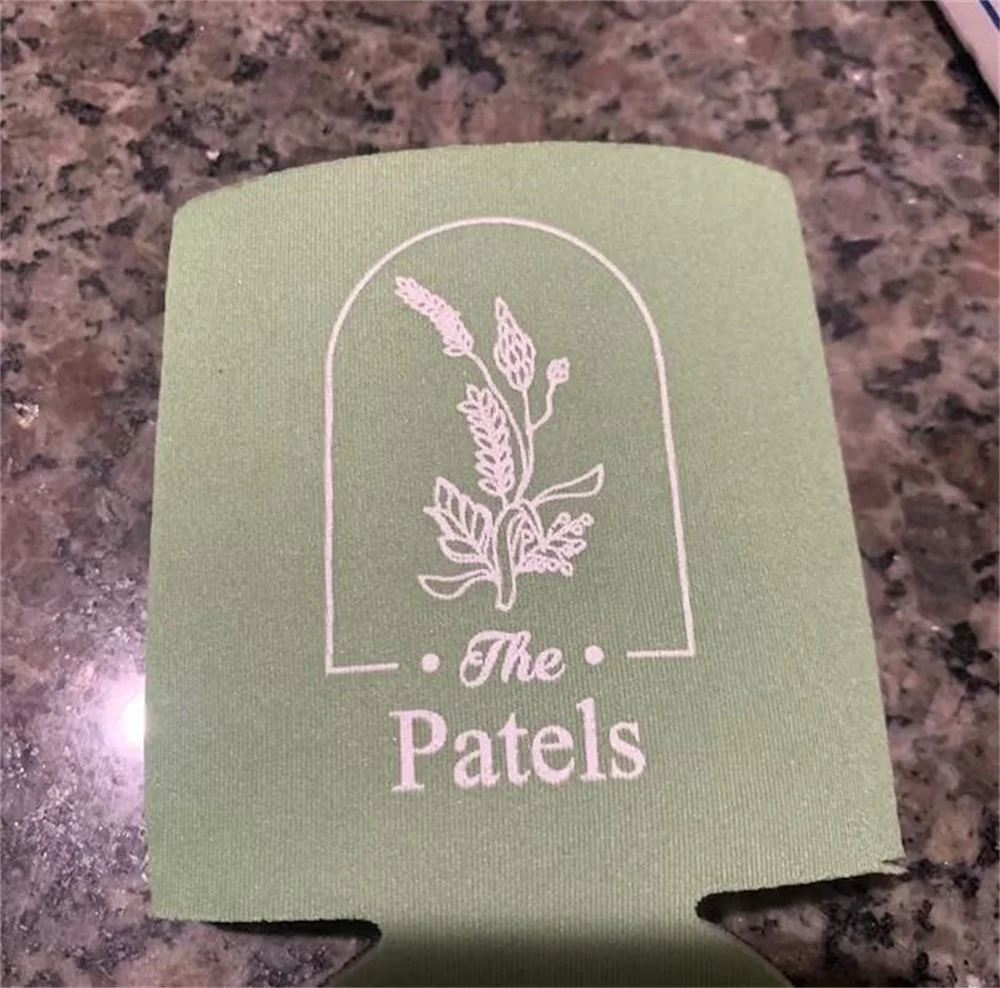 • The •
Patels